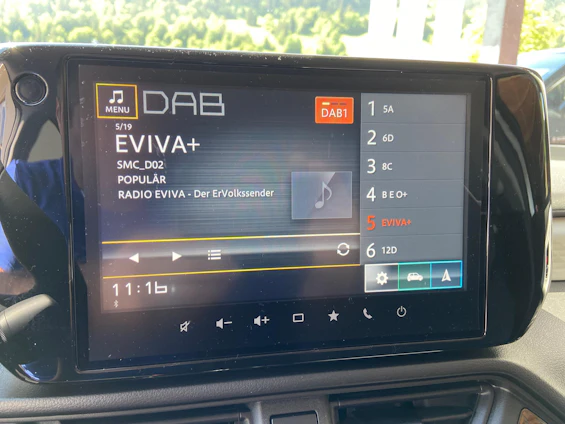 MENU
DAB
DAB1
5/19
EVIVA+
SMC_D02
POPULÄR
RADIO EVIVA - Der ErVolkssender
1 5A
2 6D
3 8C
4 B E O+
5 EVIVA+
6 12D
11:16